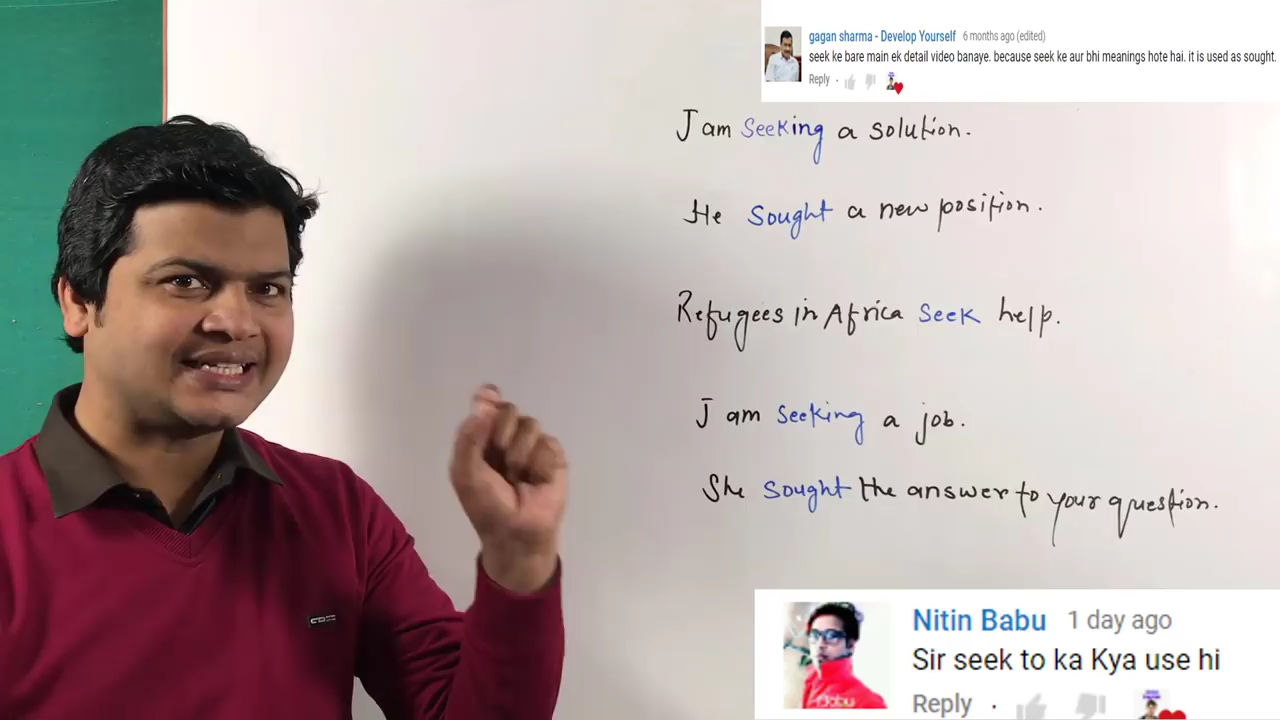 gagan sharma - Develop Yourself 6 months ago (edited)
seek ke bare main ek detail video banaye. because seek ke aur bhi meanings hote hai. it is used as sought.
Reply
I am Seeking a solution.
He Sought a new position.
Refugees in Africa Seek help.
I am Seeking a job.
She Sought the answer to your question.
Nitin Babu 1 day ago
Sir seek to ka Kya use hi
Reply